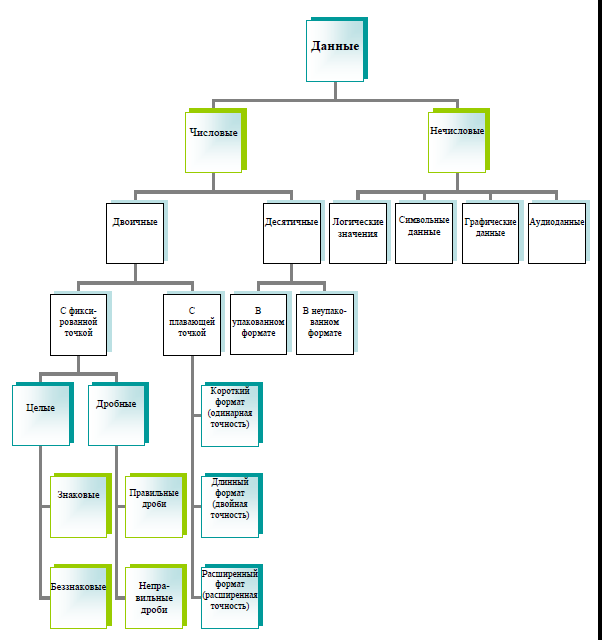 Данные
Числовые
Нечисловые
Двоичные
Десятичные
Логические
значения
Символьные
данные
Графические
данные
Аудиоданные
С фикси-
рованной
точкой
С
плавающей
точкой
В
упакованном
формате
В неупако-
ванном
формате
Целые
Дробные
Короткий
формат
(одинарная
точность)
Знаковые
Правильные
дроби
Длинный
формат
(двойная
точность)
Беззнаковые
Непра-
вильные
дроби
Расширенный
формат
(расширенная
точность)